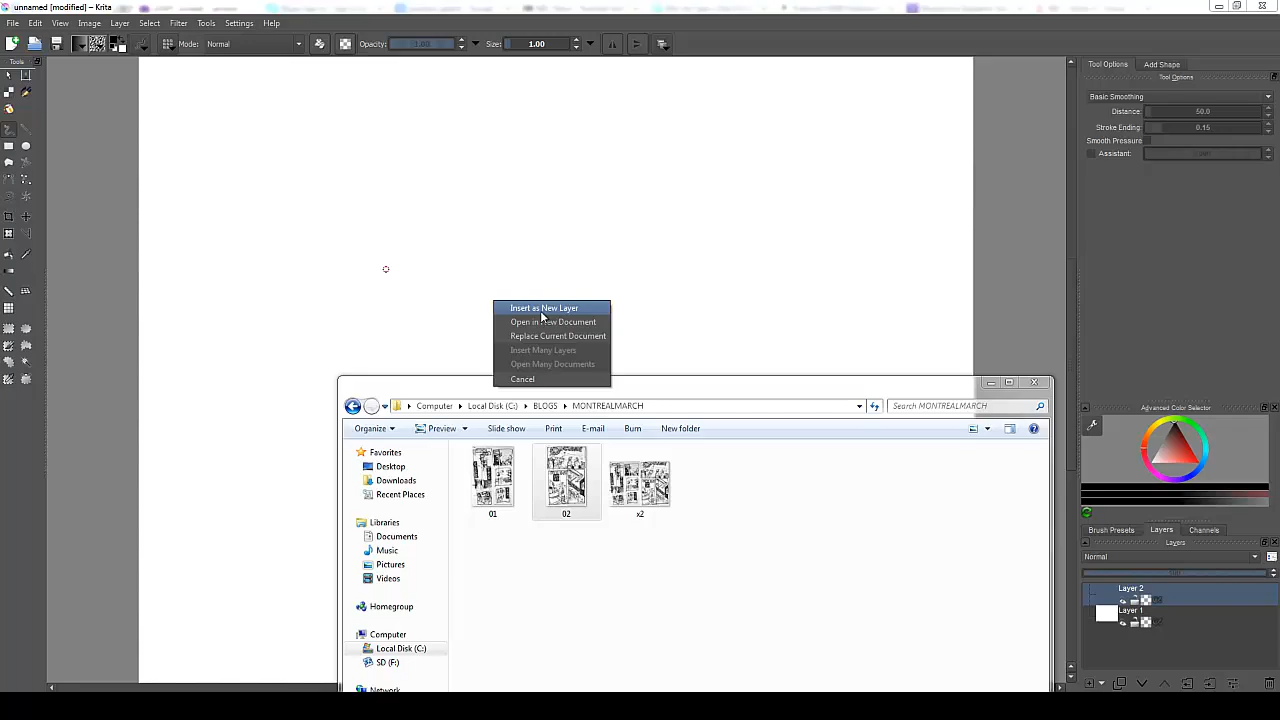 unnamed [modified] - Krita
File Edit View Image Layer Select Filter Tools Settings Help
Mode: Normal Opacity: 1.00 Size: 1.00
Tools
Tool Options Add Shape
Tool Options
Basic Smoothing
Distance: 50.0
Stroke Ending: 0.15
Smooth Pressure
Assistant:
Insert as New Layer
Open in New Document
Replace Current Document
Insert Many Layers
Open Many Documents
Cancel
Computer Local Disk (C:) BLOGS MONTREALMARCH Search MONTREALMARCH
Organize Preview Slide show Print E-mail Burn New folder
Favorites
Desktop
Downloads
Recent Places
Libraries
Documents
Music
Pictures
Videos
Homegroup
Computer
Local Disk (C:)
SD (F:)
Network
01 02 x2
Advanced Color Selector
Brush Presets Layers Channels
Layers
Normal
100
Layer 2
Layer 1